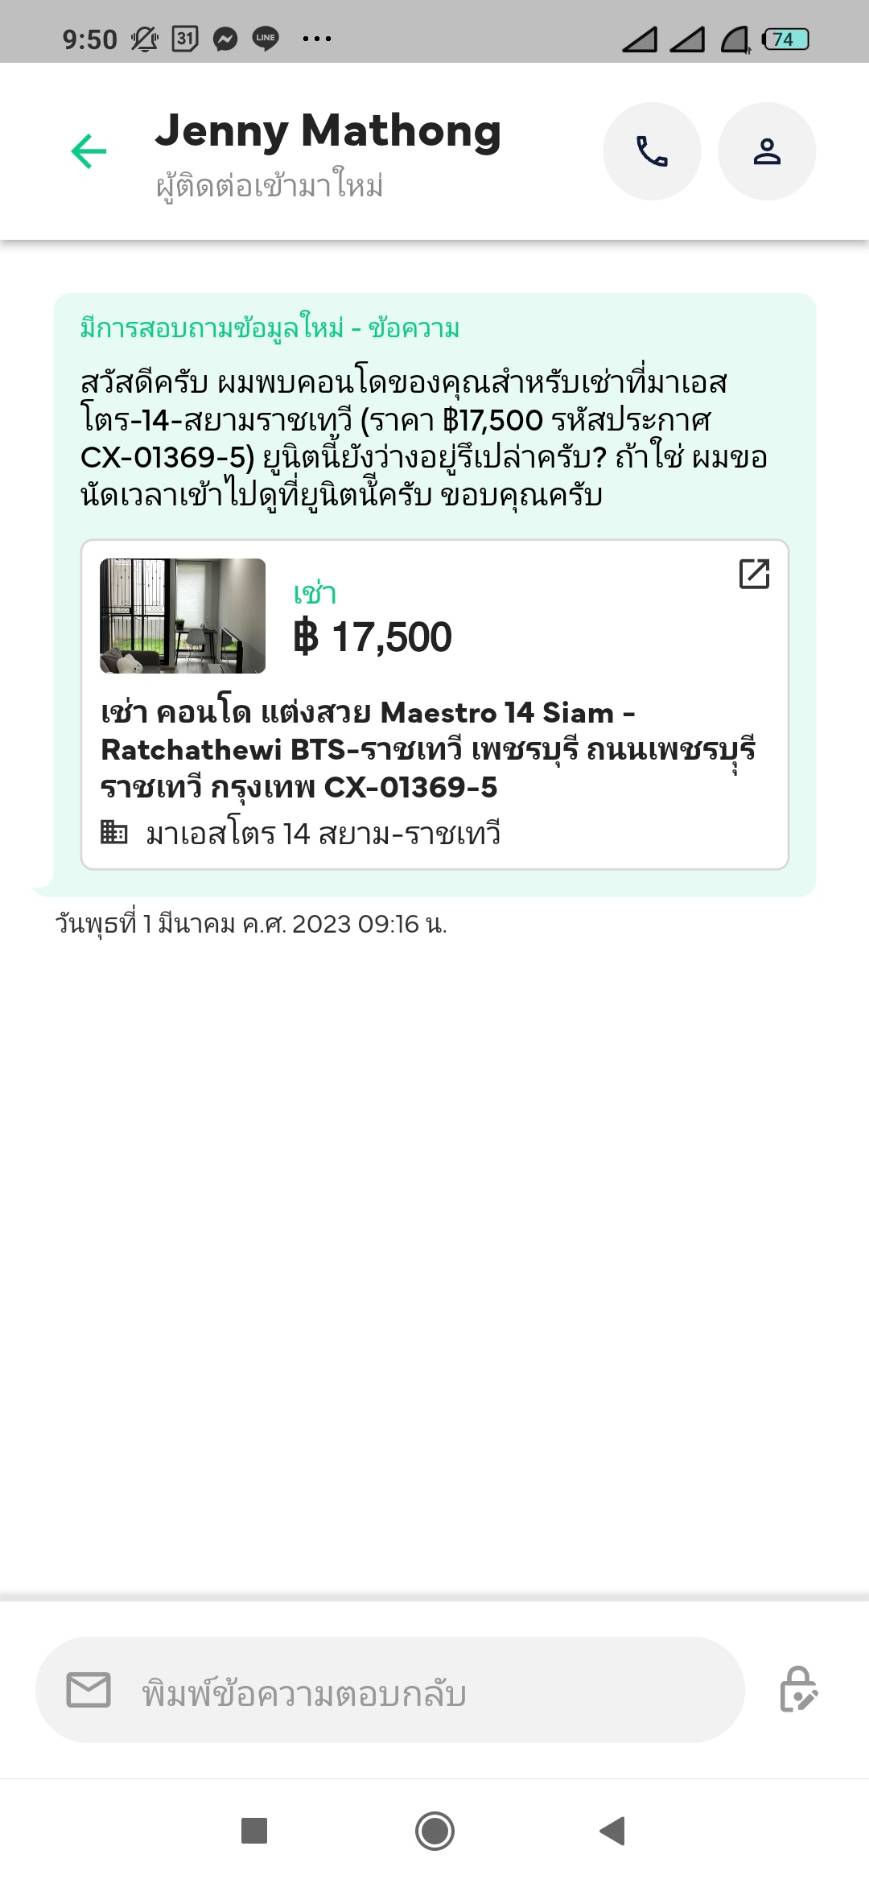 9:50
31
LINE
74
Jenny Mathong
ผู้ติดต่อเข้ามาใหม่
มีการสอบถามข้อมูลใหม่ - ข้อความ
สวัสดีครับ ผมพบคอนโดของคุณสำหรับเช่าที่มาเอส
โตร-14-สยามราชเทวี (ราคา ฿17,500 รหัสประกาศ
CX-01369-5) ยูนิตนี้ยังว่างอยู่รึเปล่าครับ? ถ้าใช่ ผมขอ
นัดเวลาเข้าไปดูที่ยูนิตนี้ครับ ขอบคุณครับ
เช่า
฿ 17,500
เช่า คอนโด แต่งสวย Maestro 14 Siam -
Ratchathewi BTS-ราชเทวี เพชรบุรี ถนนเพชรบุุรี
ราชเทวี กรุงเทพ CX-01369-5
มาเอสโตร 14 สยาม-ราชเทวี
วันพุธที่ 1 มีนาคม ค.ศ. 2023 09:16 น.
พิมพ์ข้อความตอบกลับ